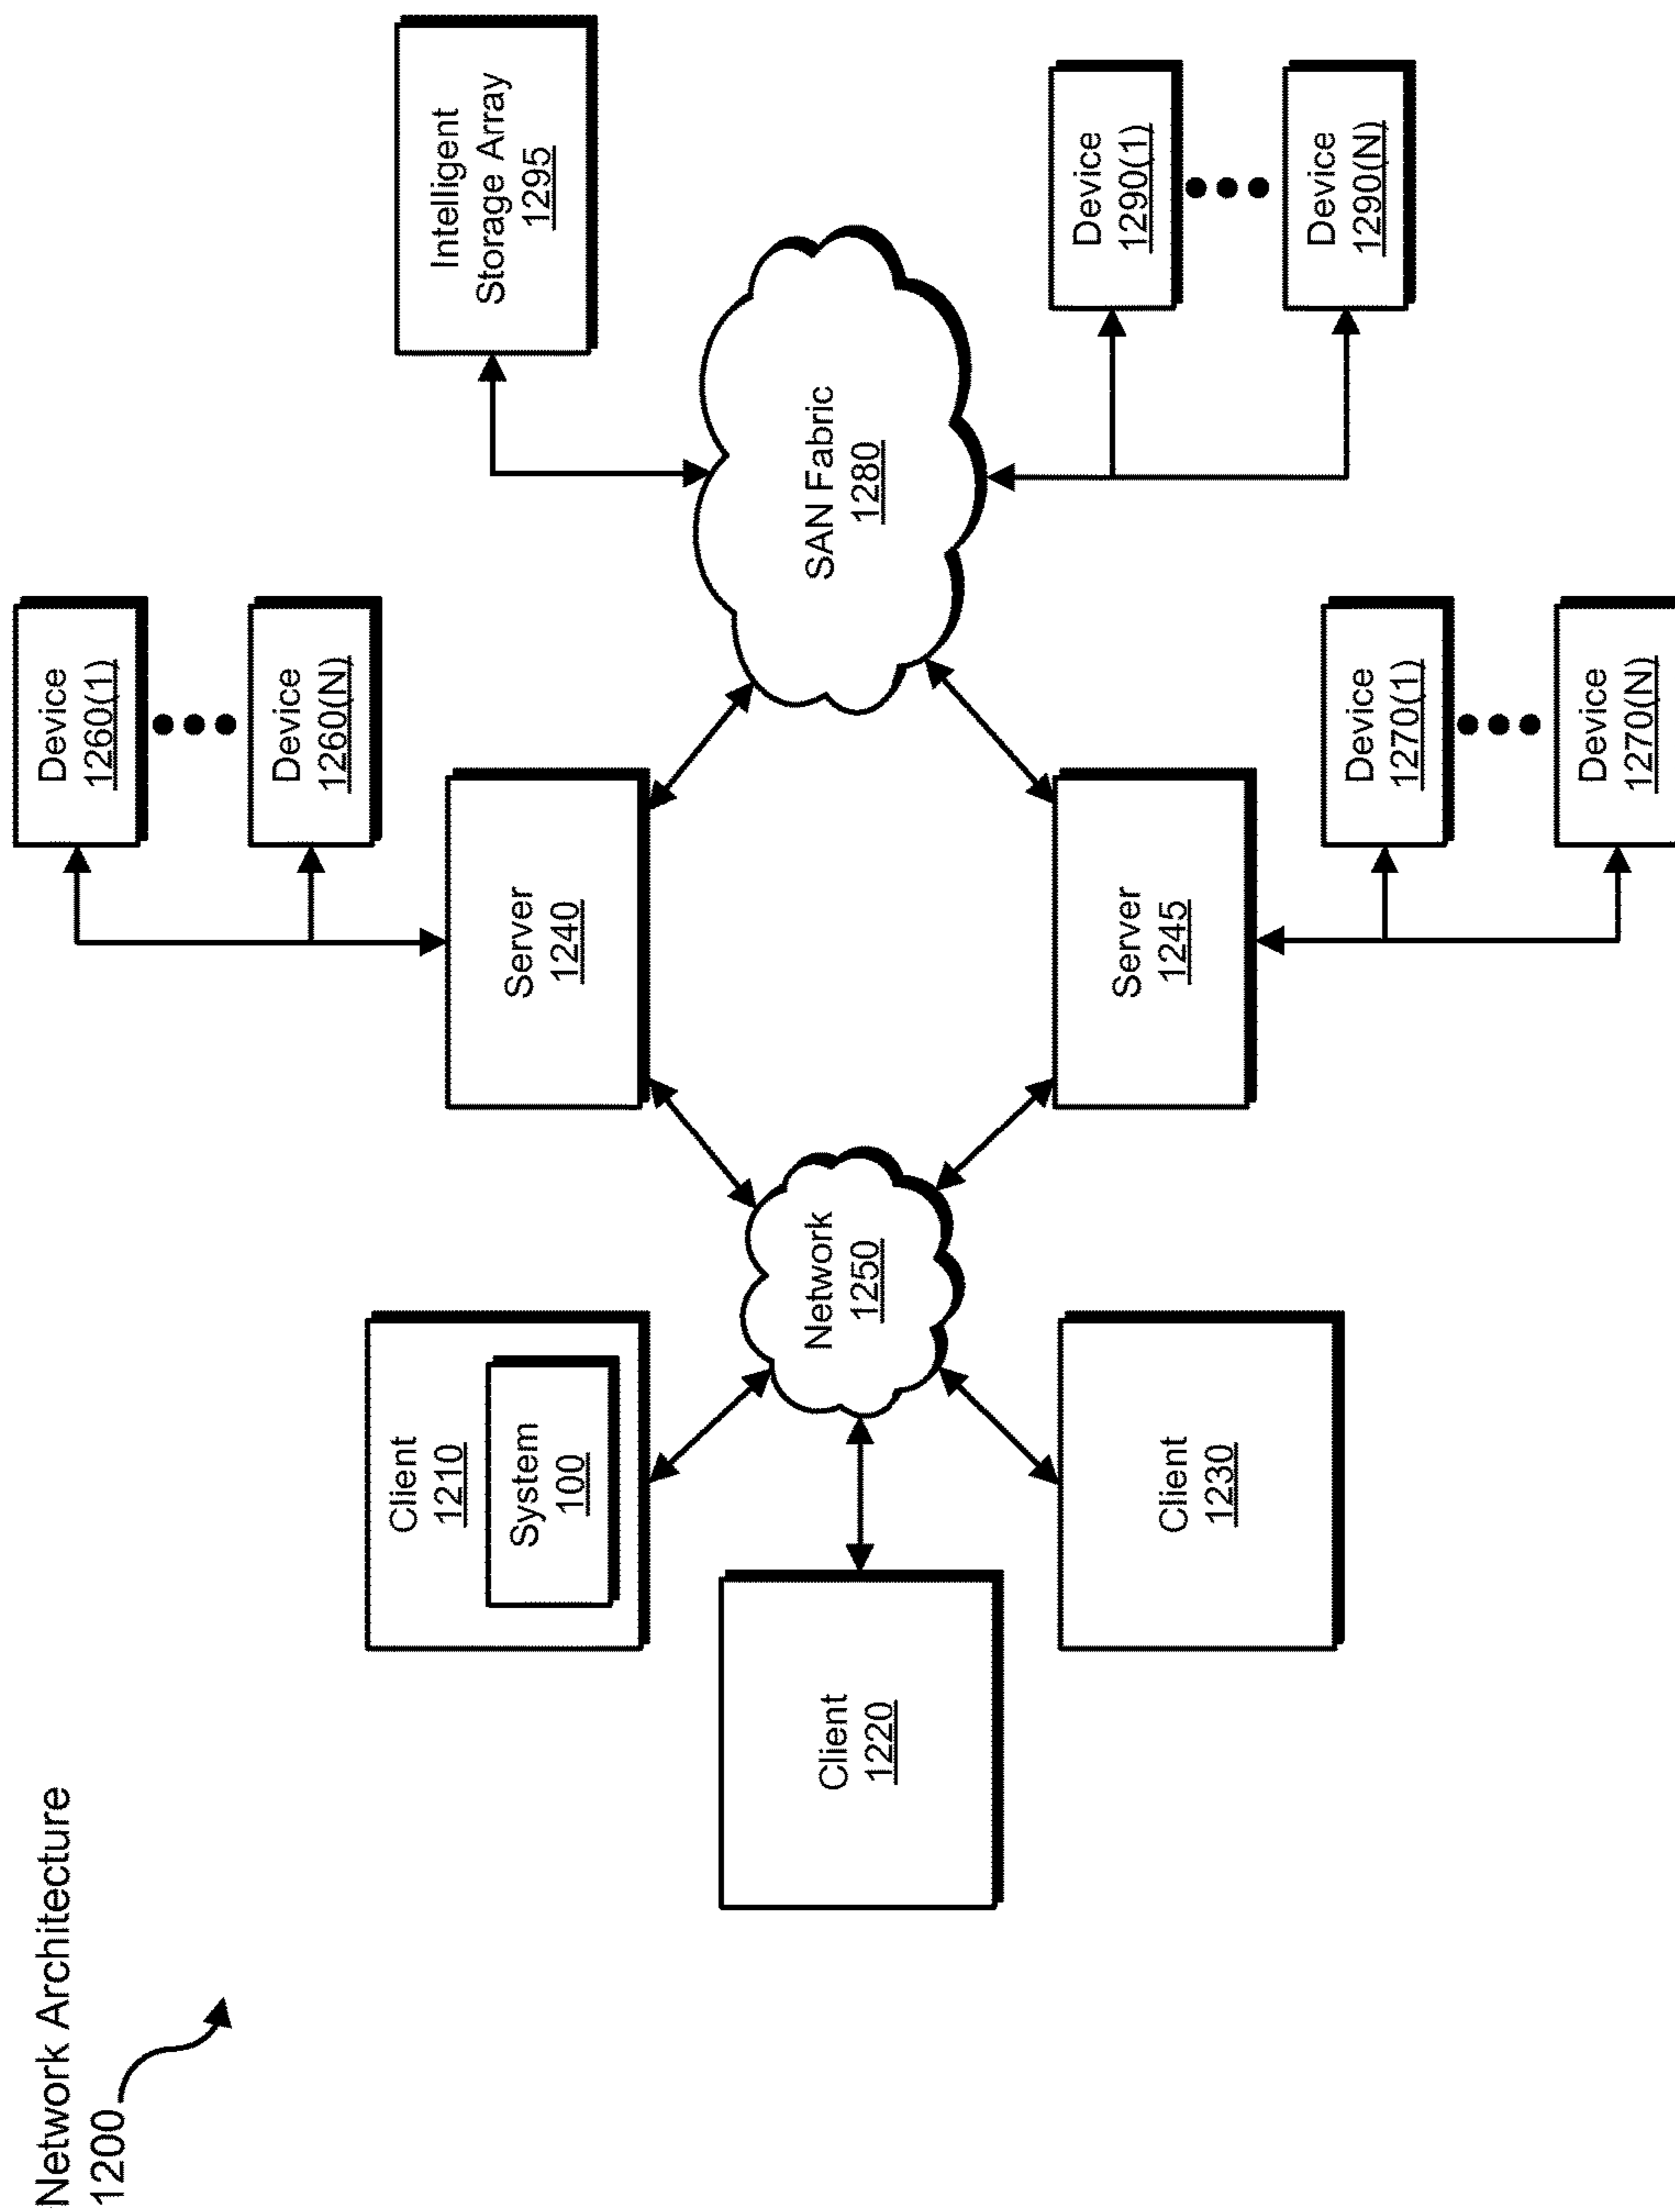 Network Architecture
1200
Client
1210
System
100
Client
1220
Client
1230
Network
1250
Server
1240
Server
1245
Device
1260(1)
Device
1260(N)
Device
1270(1)
Device
1270(N)
SAN Fabric
1280
Intelligent
Storage Array
1295
Device
1290(1)
Device
1290(N)